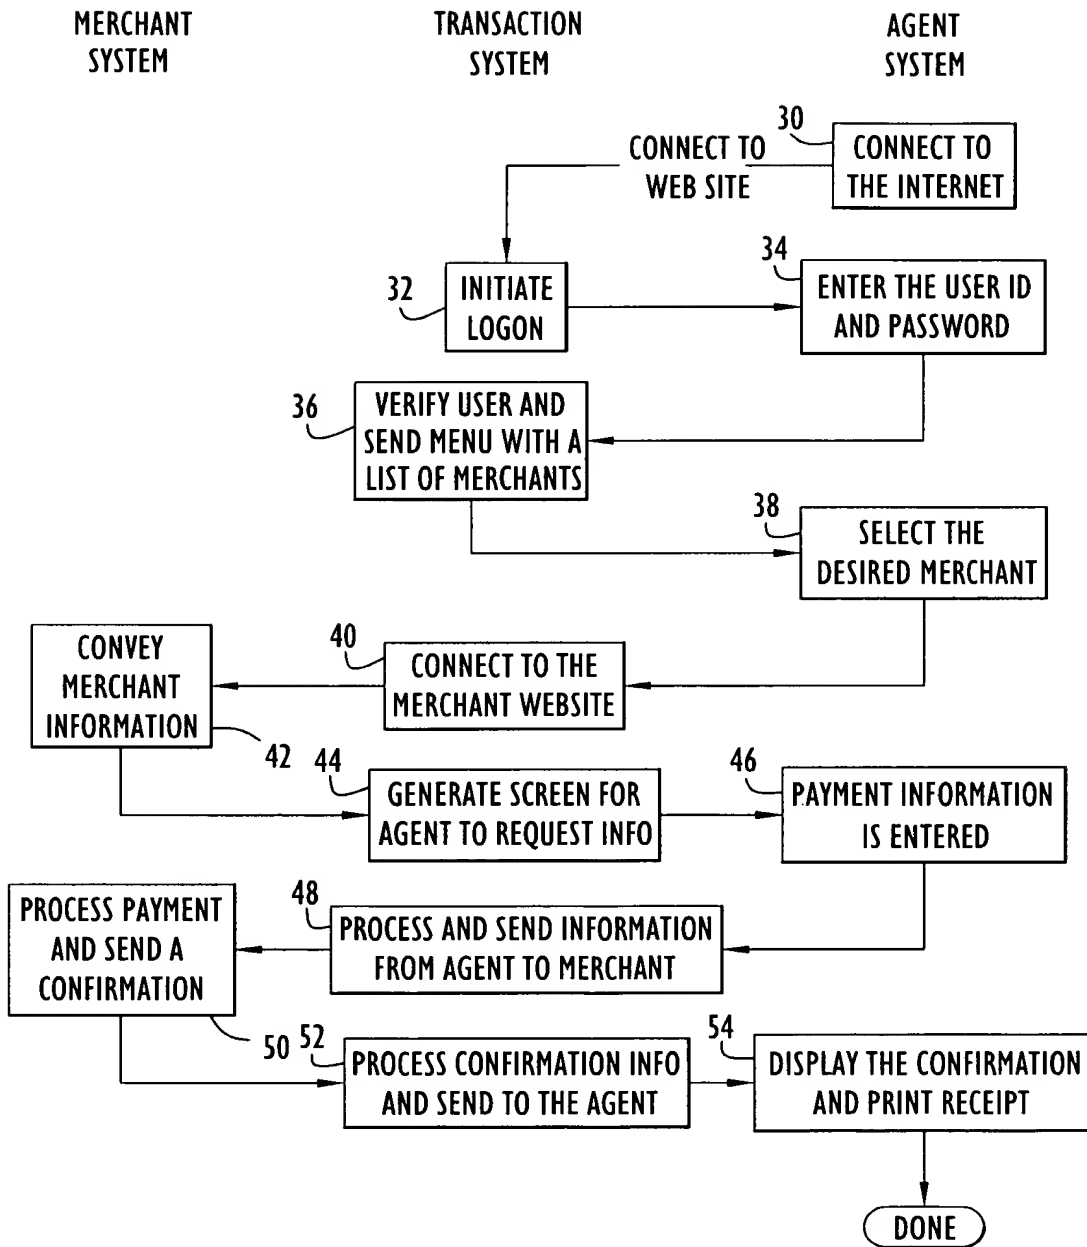 MERCHANT
SYSTEM
TRANSACTION
SYSTEM
AGENT
SYSTEM
30
CONNECT TO
THE INTERNET
CONNECT TO
WEB SITE
32
INITIATE
LOGON
34
ENTER THE USER ID
AND PASSWORD
36
VERIFY USER AND
SEND MENU WITH A
LIST OF MERCHANTS
38
SELECT THE
DESIRED MERCHANT
40
CONNECT TO THE
MERCHANT WEBSITE
CONVEY
MERCHANT
INFORMATION
42
44
GENERATE SCREEN FOR
AGENT TO REQUEST INFO
46
PAYMENT INFORMATION
IS ENTERED
48
PROCESS AND SEND INFORMATION
FROM AGENT TO MERCHANT
PROCESS PAYMENT
AND SEND A
CONFIRMATION
50
52
PROCESS CONFIRMATION INFO
AND SEND TO THE AGENT
54
DISPLAY THE CONFIRMATION
AND PRINT RECEIPT
DONE